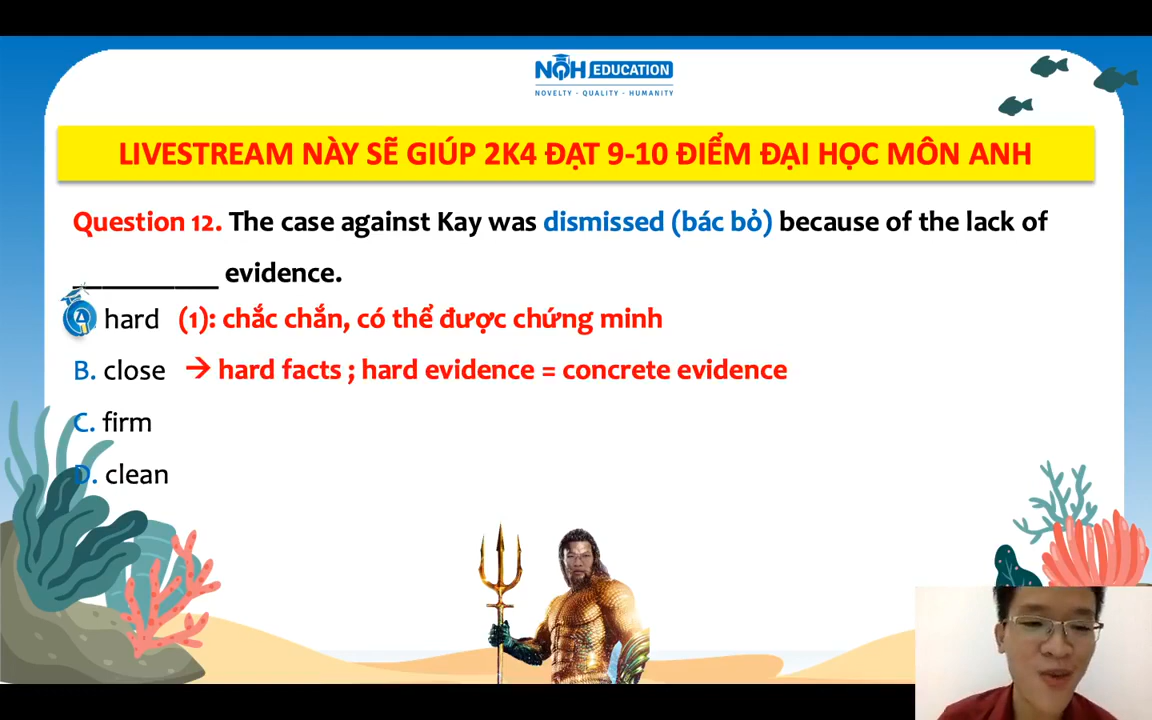 NQH EDUCATION
NOVELTY - QUALITY - HUMANITY
LIVESTREAM NÀY SẼ GIÚP 2K4 ĐẠT 9-10 ĐIỂM ĐẠI HỌC MÔN ANH
Question 12. The case against Kay was dismissed (bác bỏ) because of the lack of
__________ evidence.
A hard (1): chắc chắn, có thể được chứng minh
B. close → hard facts ; hard evidence = concrete evidence
C. firm
D. clean